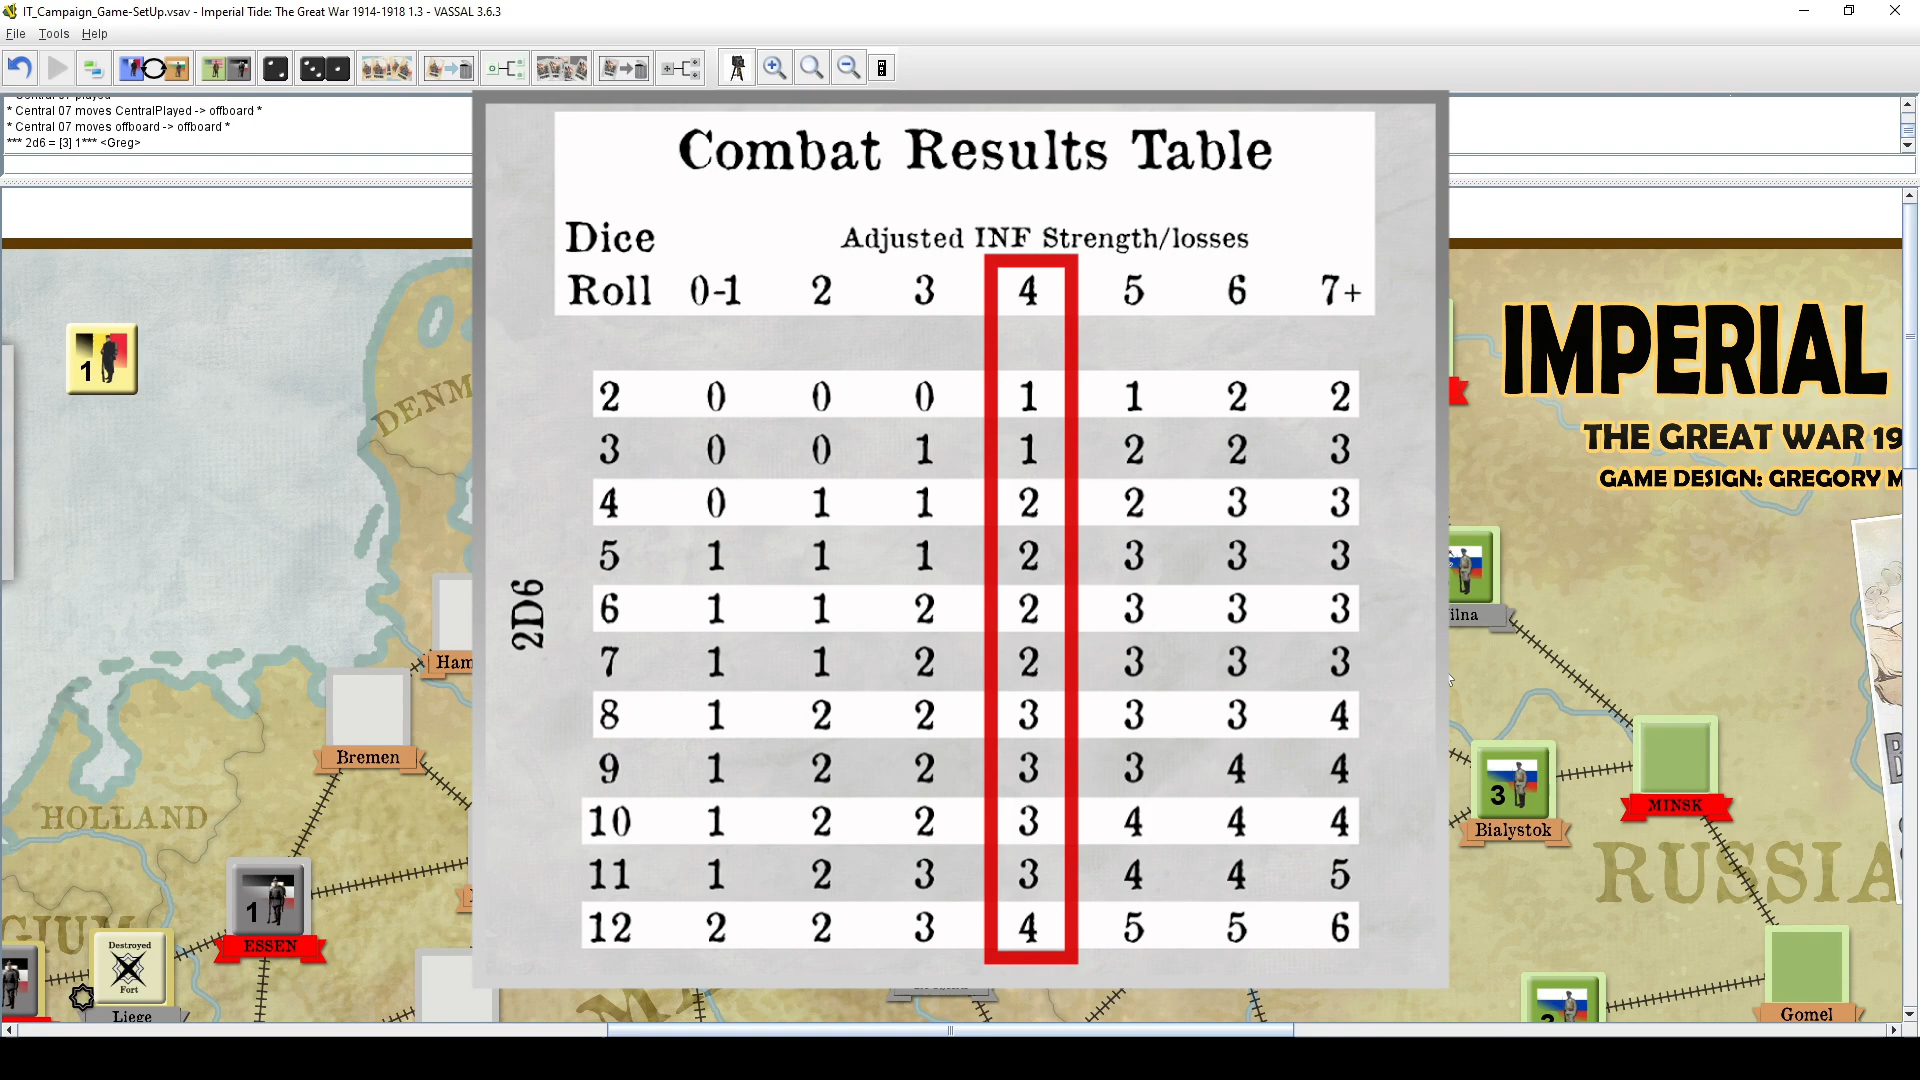 IT_Campaign_Game-SetUp.vsav - Imperial Tide: The Great War 1914-1918 1.3 - VASSAL 3.6.3
File Tools Help
* Central 07 moves CentralPlayed -> offboard *
* Central 07 moves offboard -> offboard *
*** 2d6 = [3] 1*** <Greg>
Combat Results Table
Dice
Adjusted INF Strength/losses
Roll 0-1 2 3 4 5 6 7+
2D6
2 0 0 0 1 1 2 2
3 0 0 1 1 2 2 3
4 0 1 1 2 2 3 3
5 1 1 1 2 3 3 3
6 1 1 2 2 3 3 3
7 1 1 2 2 3 3 3
8 1 2 2 3 3 3 4
9 1 2 2 3 3 4 4
10 1 2 2 3 4 4 4
11 1 2 3 3 4 4 5
12 2 2 3 4 5 5 6
1
DENM
Ham
Bremen
HOLLAND
1
ESSEN
GIUM
Destroyed
Fort
Liege
IMPERIAL
THE GREAT WAR 19
GAME DESIGN: GREGORY M
ilna
MINSK
3
Bialystok
RUSSIA
Gomel